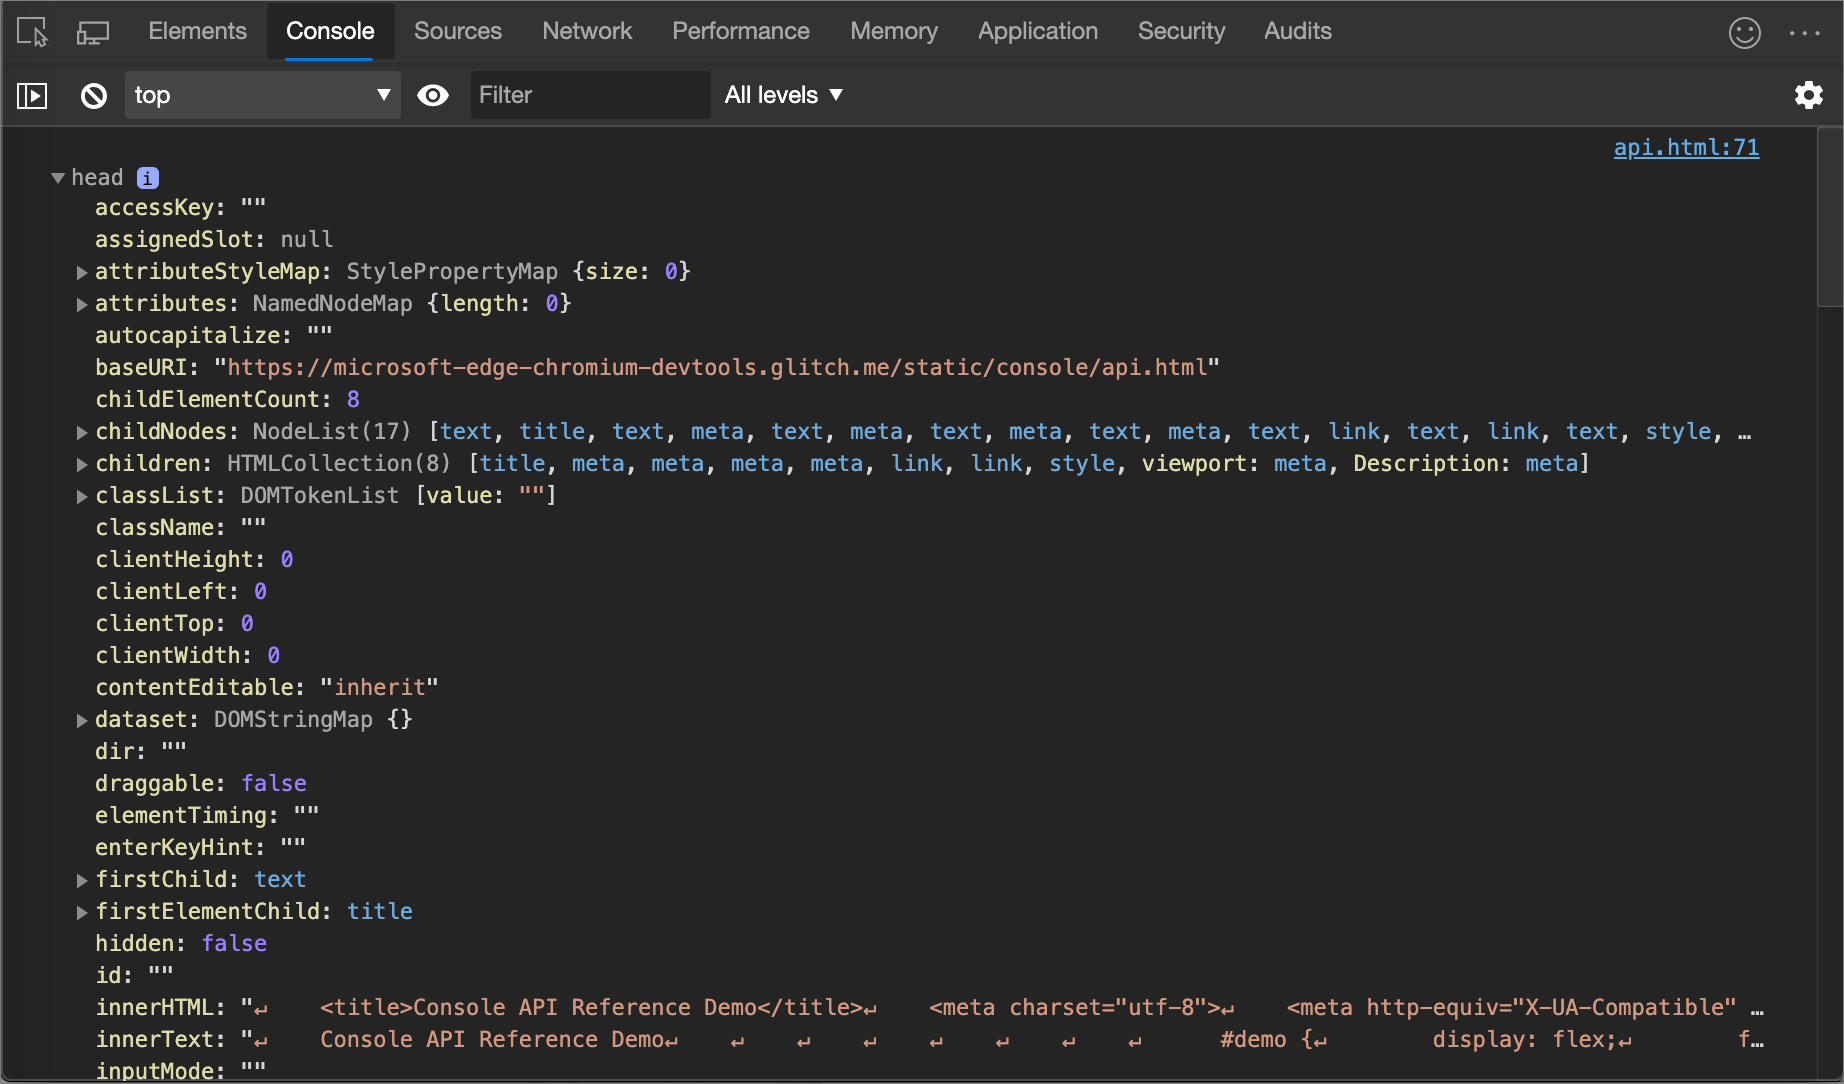 Elements Console Sources Network Performance Memory Application Security Audits
top Filter All levels
api.html:71
head i
accessKey: ""
assignedSlot: null
attributeStyleMap: StylePropertyMap {size: 0}
attributes: NamedNodeMap {length: 0}
autocapitalize: ""
baseURI: "https://microsoft-edge-chromium-devtools.glitch.me/static/console/api.html"
childElementCount: 8
childNodes: NodeList(17) [text, title, text, meta, text, meta, text, meta, text, meta, text, link, text, link, text, style, …
children: HTMLCollection(8) [title, meta, meta, meta, meta, link, link, style, viewport: meta, Description: meta]
classList: DOMTokenList [value: ""]
className: ""
clientHeight: 0
clientLeft: 0
clientTop: 0
clientWidth: 0
contentEditable: "inherit"
dataset: DOMStringMap {}
dir: ""
draggable: false
elementTiming: ""
enterKeyHint: ""
firstChild: text
firstElementChild: title
hidden: false
id: ""
innerHTML: "↵    <title>Console API Reference Demo</title>↵    <meta charset="utf-8">↵    <meta http-equiv="X-UA-Compatible" …
innerText: "↵    Console API Reference Demo↵    ↵    ↵    ↵    ↵    ↵    ↵    ↵      #demo {↵        display: flex;↵        f…
inputMode: ""